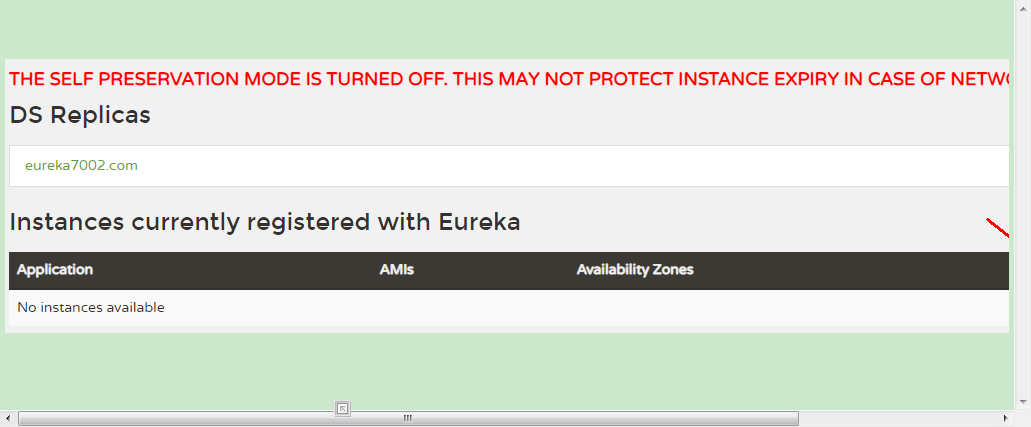 THE SELF PRESERVATION MODE IS TURNED OFF. THIS MAY NOT PROTECT INSTANCE EXPIRY IN CASE OF
DS Replicas
eureka7002.com
Instances currently registered with Eureka
Application AMIs Availability Zones
No instances available